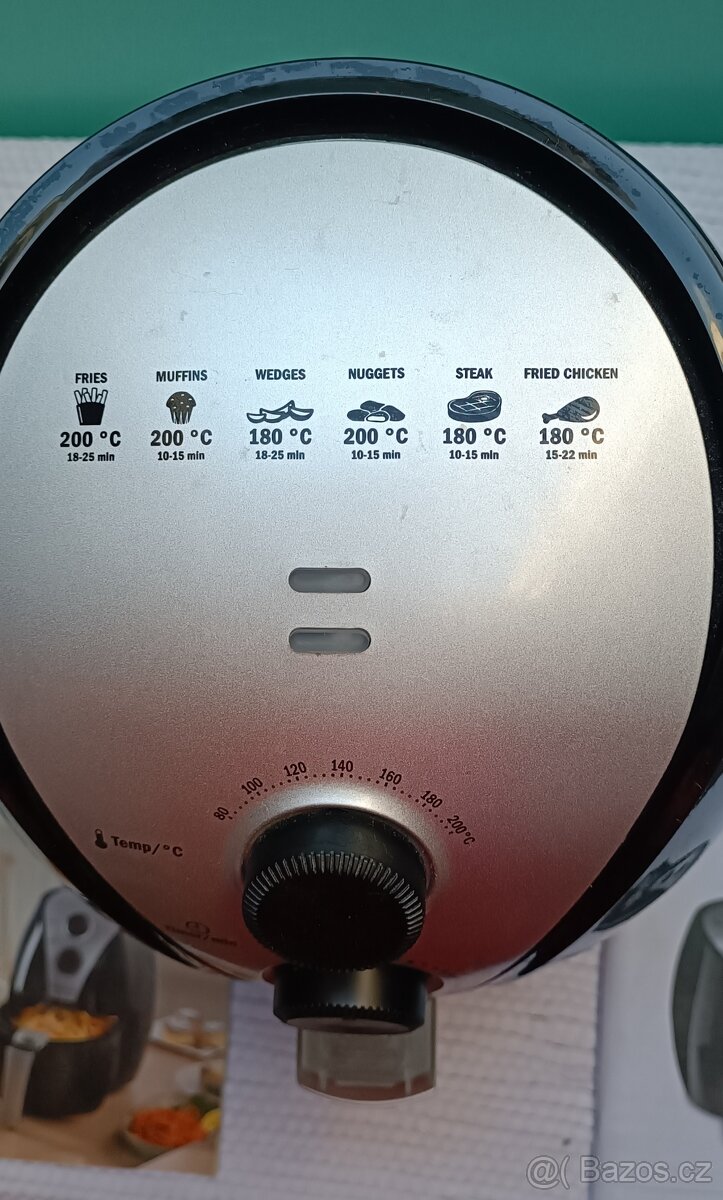 FRIES MUFFINS WEDGES NUGGETS STEAK FRIED CHICKEN
200 °C 200 °C 180 °C 200 °C 180 °C 180 °C
18-25 min 10-15 min 18-25 min 10-15 min 10-15 min 15-22 min
80 100 120 140 160 180 200°C
Temp/°C
Timer/min
@( Bazos.cz